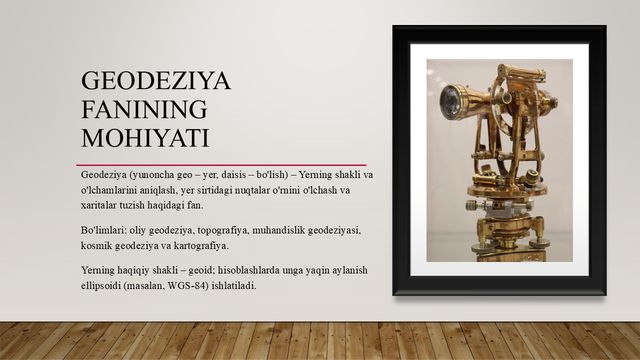 GEODEZIYA
FANINING
MOHIYATI
Geodeziya (yunoncha geo – yer, daisis – bo'lish) – Yerning shakli va
o'lchamlarini aniqlash, yer sirtidagi nuqtalar o'rnini o'lchash va
xaritalar tuzish haqidagi fan.
Bo'limlari: oliy geodeziya, topografiya, muhandislik geodeziyasi,
kosmik geodeziya va kartografiya.
Yerning haqiqiy shakli – geoid; hisoblashlarda unga yaqin aylanish
ellipsoidi (masalan, WGS-84) ishlatiladi.